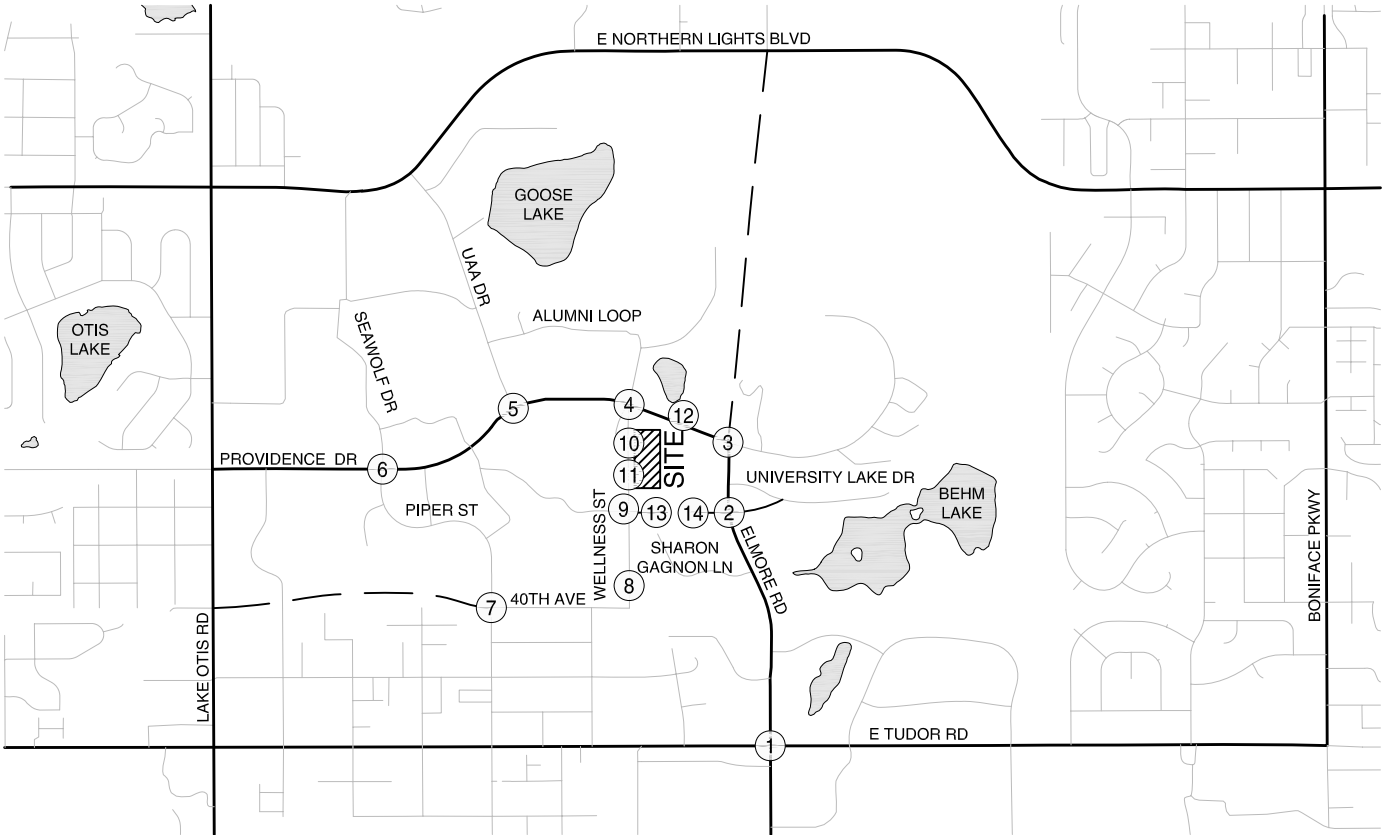 E NORTHERN LIGHTS BLVD
GOOSE
LAKE
UAA DR
OTIS
LAKE
SEAWOLF DR
ALUMNI LOOP
5
4
12
3
10
SITE
PROVIDENCE DR
6
11
UNIVERSITY LAKE DR
BEHM
LAKE
PIPER ST
WELLNESS ST
9
13
14
2
ELMORE RD
SHARON
GAGNON LN
8
7
40TH AVE
BONIFACE PKWY
LAKE OTIS RD
1
E TUDOR RD